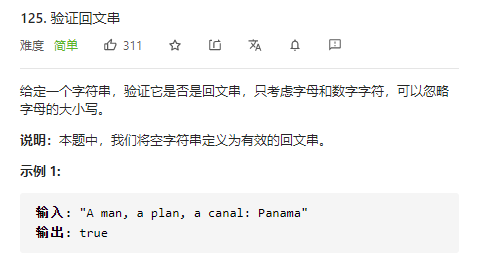 125. 验证回文串
难度 简单 311
给定一个字符串，验证它是否是回文串，只考虑字母和数字字符，可以忽略
字母的大小写。
说明：本题中，我们将空字符串定义为有效的回文串。
示例 1:
输入: "A man, a plan, a canal: Panama"
输出: true